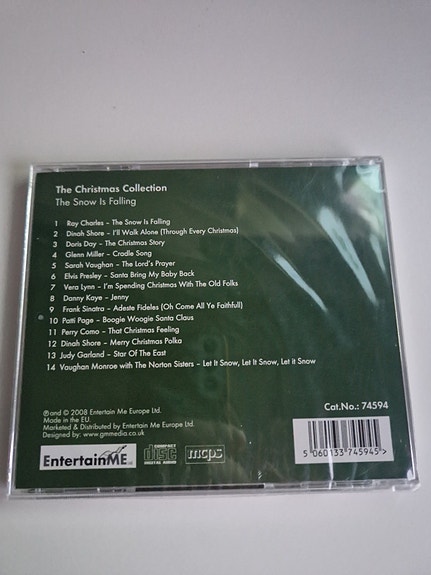 The Christmas Collection
The Snow Is Falling
1 Ray Charles – The Snow Is Falling
2 Dinah Shore – I'll Walk Alone (Through Every Christmas)
3 Doris Day – The Christmas Story
4 Glenn Miller – Cradle Song
5 Sarah Vaughan – The Lord's Prayer
6 Elvis Presley – Santa Bring My Baby Back
7 Vera Lynn – I'm Spending Christmas With The Old Folks
8 Danny Kaye – Jenny
9 Frank Sinatra – Adeste Fideles (Oh Come All Ye Faithful)
10 Patti Page – Boogie Woogie Santa Claus
11 Perry Como – That Christmas Feeling
12 Dinah Shore – Merry Christmas Polka
13 Judy Garland – Star Of The East
14 Vaughan Monroe with The Norton Sisters – Let It Snow, Let It Snow, Let it Snow
℗ and © 2008 Entertain Me Europe Ltd.
Made in the EU.
Marketed & Distributed by Entertain Me Europe Ltd.
Designed by: www.gmmedia.co.uk
Cat.No.: 74594
EntertainME
COMPACT
disc
DIGITAL AUDIO
mcps
5 060133 745945 >